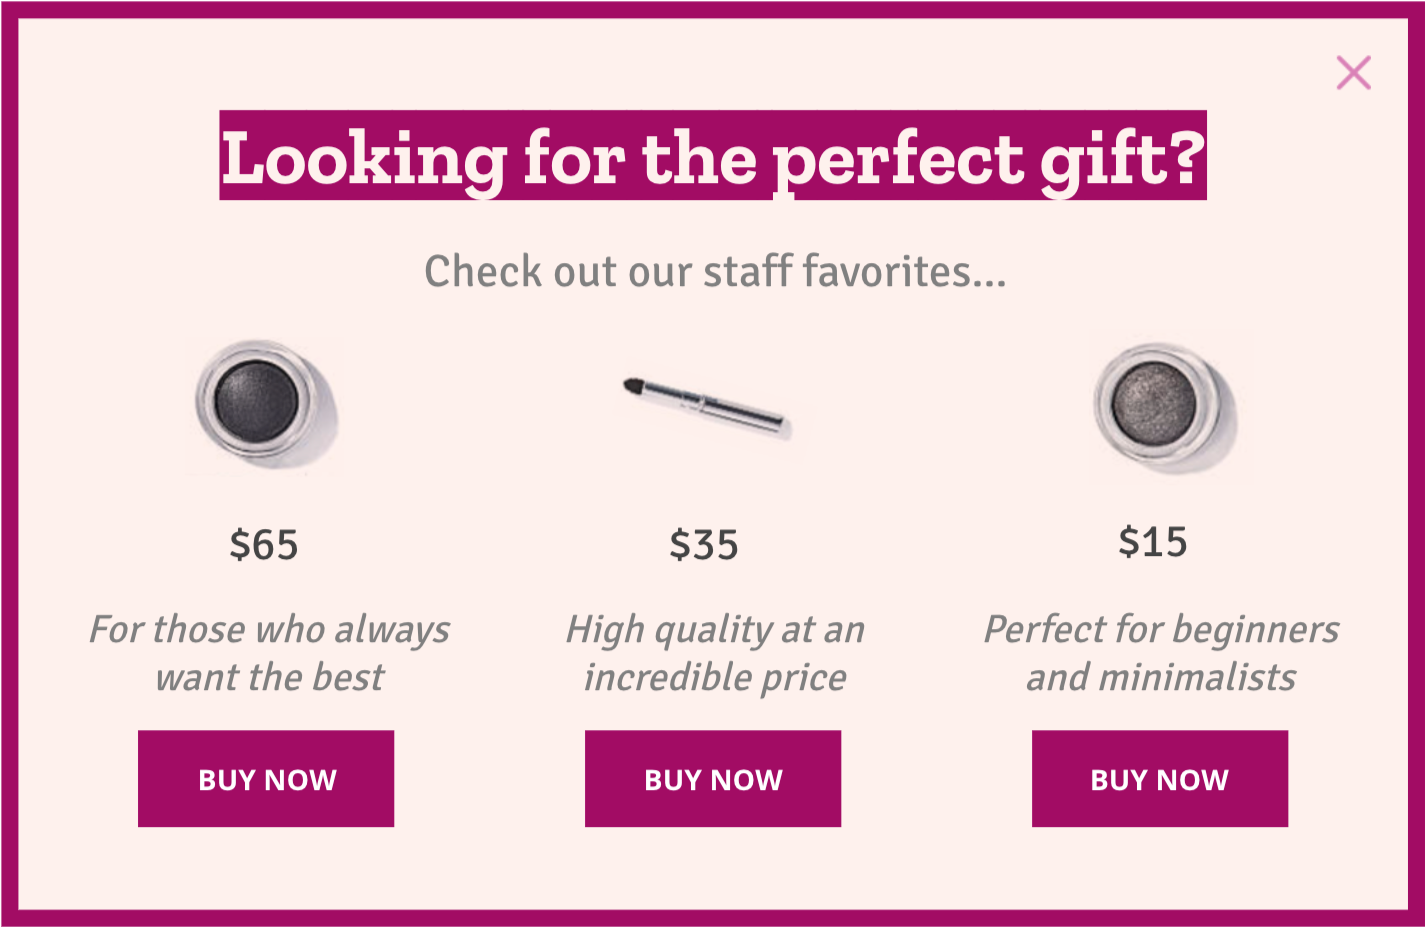 Looking for the perfect gift?
Check out our staff favorites...
$65
$35
$15
For those who always
want the best
High quality at an
incredible price
Perfect for beginners
and minimalists
BUY NOW
BUY NOW
BUY NOW